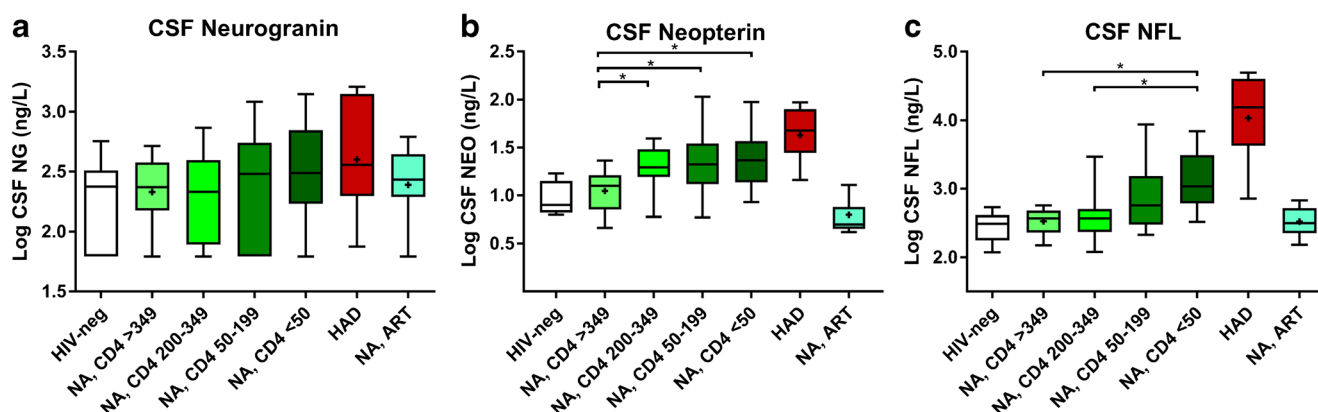 a
CSF Neurogranin
Log CSF NG (ng/L)
3.5
3.0
2.5
2.0
1.5
HIV-neg
NA, CD4 >349
NA, CD4 200-349
NA, CD4 50-199
NA, CD4 <50
HAD
NA, ART
b
CSF Neopterin
Log CSF NEO (ng/L)
2.5
2.0
1.5
1.0
0.5
*
*
*
HIV-neg
NA, CD4 >349
NA, CD4 200-349
NA, CD4 50-199
NA, CD4 <50
HAD
NA, ART
c
CSF NFL
Log CSF NFL (ng/L)
5.0
4.0
3.0
2.0
*
*
HIV-neg
NA, CD4 >349
NA, CD4 200-349
NA, CD4 50-199
NA, CD4 <50
HAD
NA, ART